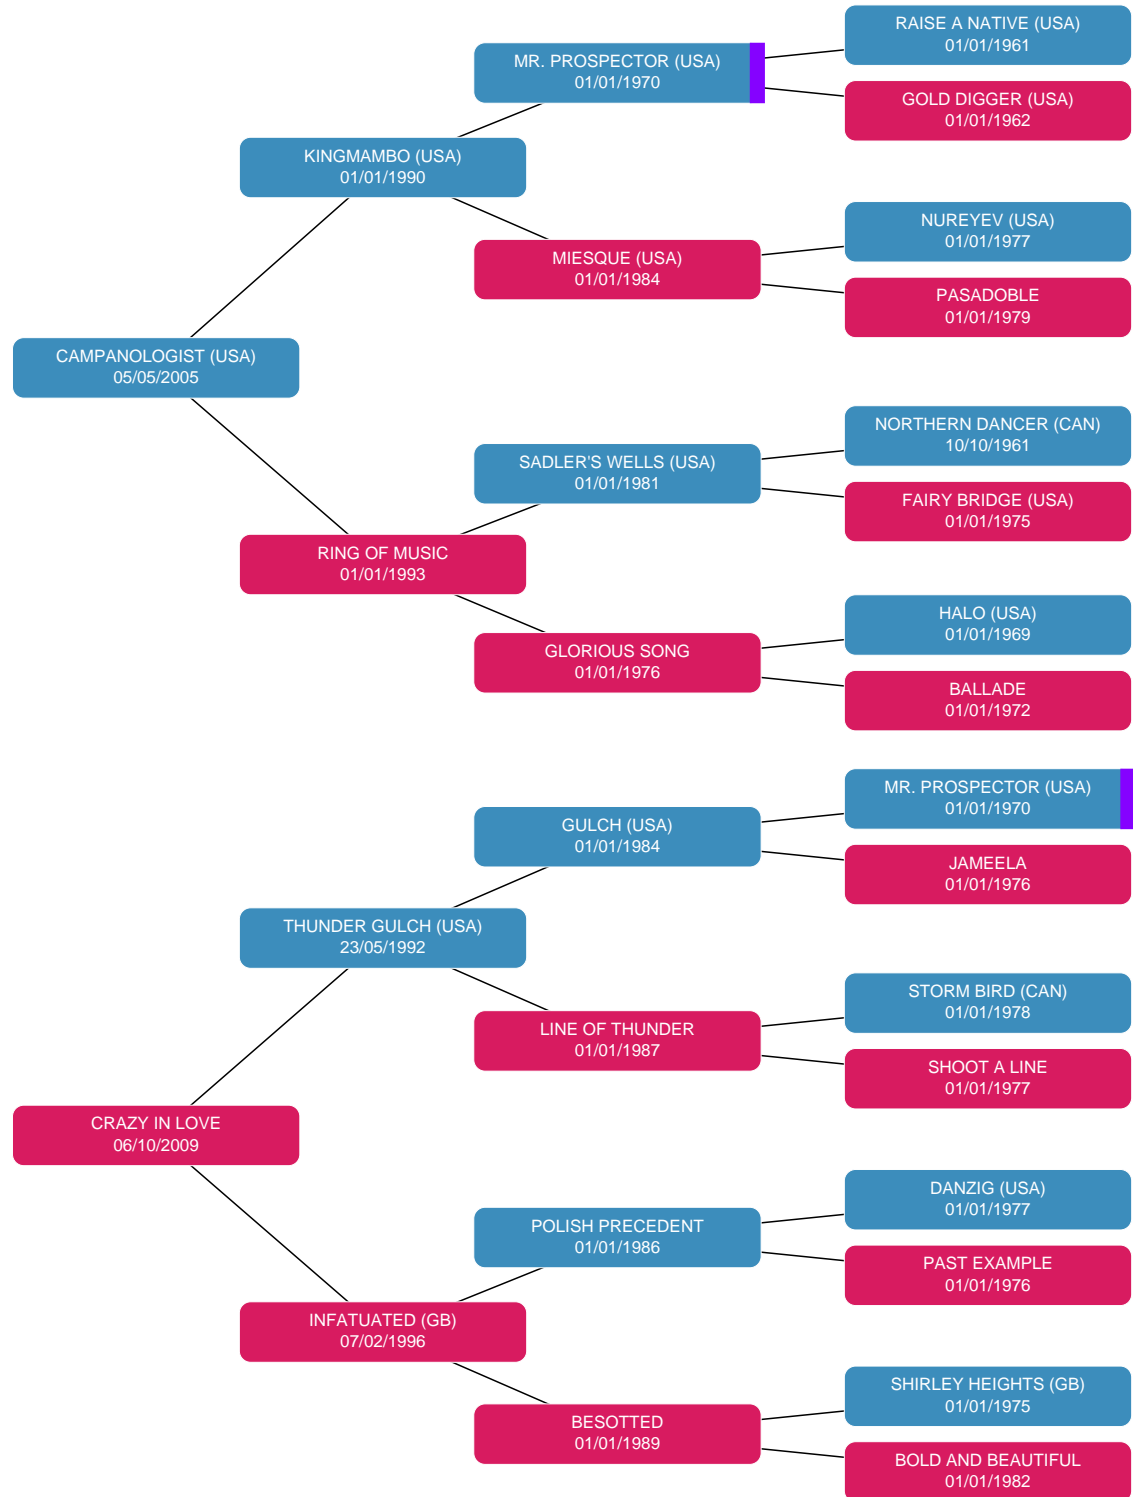 RAISE A NATIVE (USA)
01/01/1961
MR. PROSPECTOR (USA)
01/01/1970
GOLD DIGGER (USA)
01/01/1962
KINGMAMBO (USA)
01/01/1990
NUREYEV (USA)
01/01/1977
MIESQUE (USA)
01/01/1984
PASADOBLE
01/01/1979
CAMPANOLOGIST (USA)
05/05/2005
NORTHERN DANCER (CAN)
10/10/1961
SADLER'S WELLS (USA)
01/01/1981
FAIRY BRIDGE (USA)
01/01/1975
RING OF MUSIC
01/01/1993
HALO (USA)
01/01/1969
GLORIOUS SONG
01/01/1976
BALLADE
01/01/1972
MR. PROSPECTOR (USA)
01/01/1970
GULCH (USA)
01/01/1984
JAMEELA
01/01/1976
THUNDER GULCH (USA)
23/05/1992
STORM BIRD (CAN)
01/01/1978
LINE OF THUNDER
01/01/1987
SHOOT A LINE
01/01/1977
CRAZY IN LOVE
06/10/2009
DANZIG (USA)
01/01/1977
POLISH PRECEDENT
01/01/1986
PAST EXAMPLE
01/01/1976
INFATUATED (GB)
07/02/1996
SHIRLEY HEIGHTS (GB)
01/01/1975
BESOTTED
01/01/1989
BOLD AND BEAUTIFUL
01/01/1982